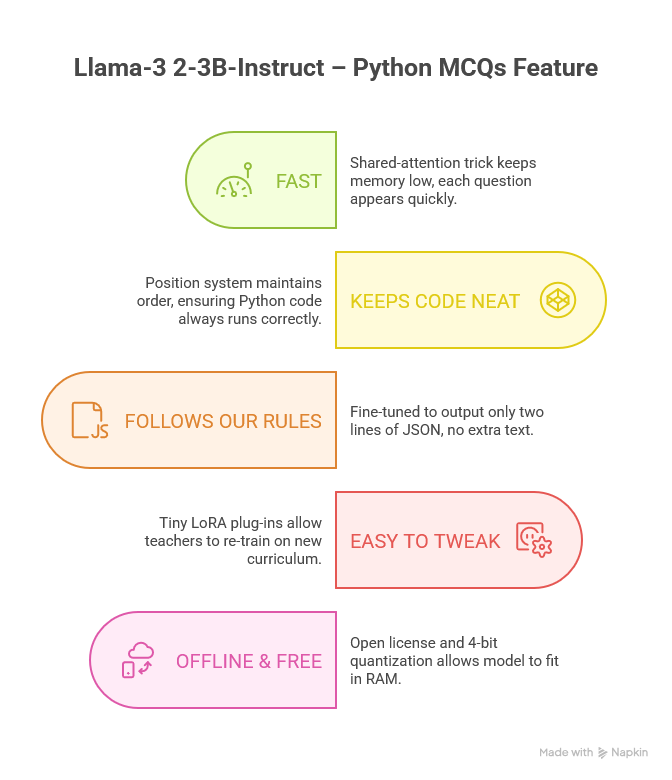 Llama-3 2-3B-Instruct – Python MCQs Feature
FAST
Shared-attention trick keeps
memory low, each question
appears quickly.
Position system maintains
order, ensuring Python code
always runs correctly.
KEEPS CODE NEAT
JS
FOLLOWS OUR RULES
Fine-tuned to output only two
lines of JSON, no extra text.
Tiny LoRA plug-ins allow
teachers to re-train on new
curriculum.
EASY TO TWEAK
OFFLINE & FREE
Open license and 4-bit
quantization allows model to fit
in RAM.
Made with Napkin